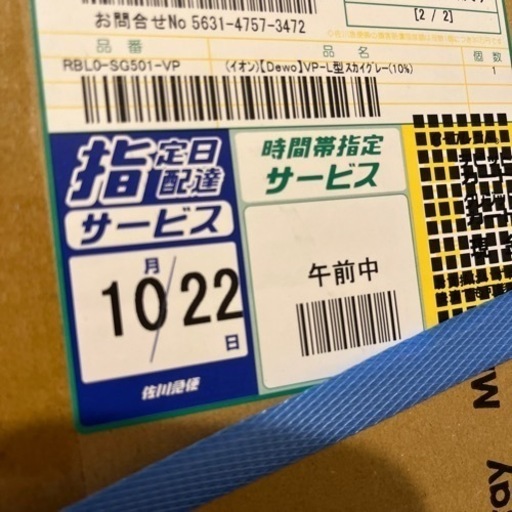 お問合せNo 5631-4757-3472
[2 / 2]
品番
品名
個数
RBL0-SG501-VP
(イオン)【Dewo】VP-L型スカイグレー(10%)
1
指定日配達
サービス
時間帯指定
サービス
月
10/22
日
午前中
佐川急便